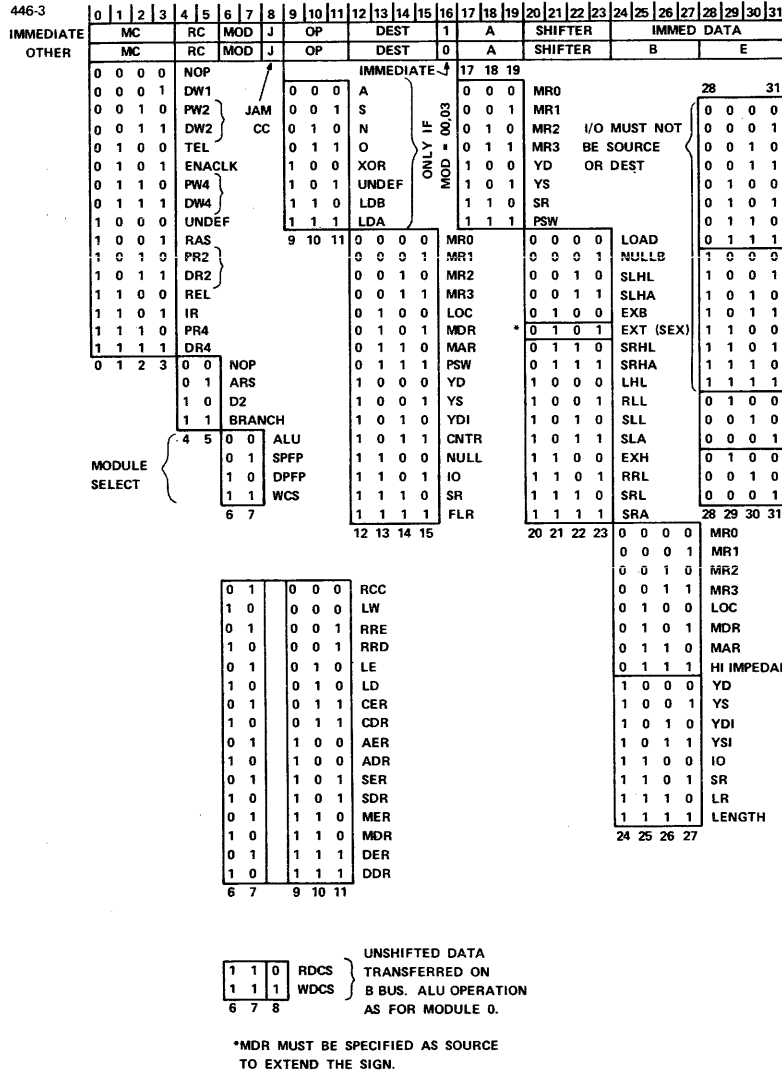 446-3 0 1 2 3 4 5 6 7 8 9 10 11 12 13 14 15 16 17 18 19 20 21 22 23 24 25 26 27 28 29 30 31
IMMEDIATE MC RC MOD J OP DEST 1 A SHIFTER IMMED DATA
OTHER MC RC MOD J OP DEST 0 A SHIFTER B E
0 0 0 0 NOP IMMEDIATE 17 18 19 28 31
0 0 0 1 DW1 0 0 0 A 0 0 0 MR0 0 0 0 0
0 0 1 0 PW2 JAM 0 0 1 S 0 0 1 MR1 0 0 0 1
0 0 1 1 DW2 CC 0 1 0 N 0 1 0 MR2 I/O MUST NOT 0 0 1 0
0 1 0 0 TEL 0 1 1 O 0 1 1 MR3 BE SOURCE 0 0 1 1
0 1 0 1 ENACLK 1 0 0 XOR 1 0 0 YD OR DEST 0 1 0 0
0 1 1 0 PW4 1 0 1 UNDEF 1 0 1 YS 0 1 0 1
0 1 1 1 DW4 1 1 0 LDB 1 1 0 SR 0 1 1 0
1 0 0 0 UNDEF 1 1 1 LDA 1 1 1 PSW 0 1 1 1
ONLY IF
MOD = 00,03
1 0 0 1 RAS 9 10 11 0 0 0 0 MR0 0 0 0 0 LOAD
1 0 1 0 PR2 0 0 0 1 MR1 0 0 0 1 NULLB 1 0 0 0
1 0 1 1 DR2 0 0 1 0 MR2 0 0 1 0 SLHL 1 0 0 1
1 1 0 0 REL 0 0 1 1 MR3 0 0 1 1 SLHA 1 0 1 0
1 1 0 1 IR 0 1 0 0 LOC 0 1 0 0 EXB 1 0 1 1
1 1 1 0 PR4 0 1 0 1 MDR * 0 1 0 1 EXT (SEX) 1 1 0 0
1 1 1 1 DR4 0 1 1 0 MAR 0 1 1 0 SRHL 1 1 0 1
0 1 2 3 0 0 NOP 0 1 1 1 PSW 0 1 1 1 SRHA 1 1 1 0
0 1 ARS 1 0 0 0 YD 1 0 0 0 LHL 1 1 1 1
1 0 D2 1 0 0 1 YS 1 0 0 1 RLL 0 1 0 0
1 1 BRANCH 1 0 1 0 YDI 1 0 1 0 SLL 0 0 1 0
4 5 0 0 ALU 1 0 1 1 CNTR 1 0 1 1 SLA 0 0 0 1
MODULE 0 1 SPFP 1 1 0 0 NULL 1 1 0 0 EXH 0 1 0 0
SELECT 1 0 DPFP 1 1 0 1 IO 1 1 0 1 RRL 0 0 1 0
1 1 WCS 1 1 1 0 SR 1 1 1 0 SRL 0 0 0 1
6 7 1 1 1 1 FLR 1 1 1 1 SRA 28 29 30 31
12 13 14 15 20 21 22 23 0 0 0 0 MR0
0 0 0 1 MR1
0 0 1 0 MR2
0 1 0 0 0 RCC 0 0 1 1 MR3
1 0 0 0 0 LW 0 1 0 0 LOC
0 1 0 0 1 RRE 0 1 0 1 MDR
1 0 0 0 1 RRD 0 1 1 0 MAR
0 1 0 1 0 LE 0 1 1 1 HI IMPEDAN
1 0 0 1 0 LD 1 0 0 0 YD
0 1 0 1 1 CER 1 0 0 1 YS
1 0 0 1 1 CDR 1 0 1 0 YDI
0 1 1 0 0 AER 1 0 1 1 YSI
1 0 1 0 0 ADR 1 1 0 0 IO
0 1 1 0 1 SER 1 1 0 1 SR
1 0 1 0 1 SDR 1 1 1 0 LR
0 1 1 1 0 MER 1 1 1 1 LENGTH
1 0 1 1 0 MDR 24 25 26 27
0 1 1 1 1 DER
1 0 1 1 1 DDR
6 7 9 10 11
UNSHIFTED DATA
1 1 0 RDCS TRANSFERRED ON
1 1 1 WDCS B BUS. ALU OPERATION
6 7 8 AS FOR MODULE 0.
*MDR MUST BE SPECIFIED AS SOURCE
TO EXTEND THE SIGN.